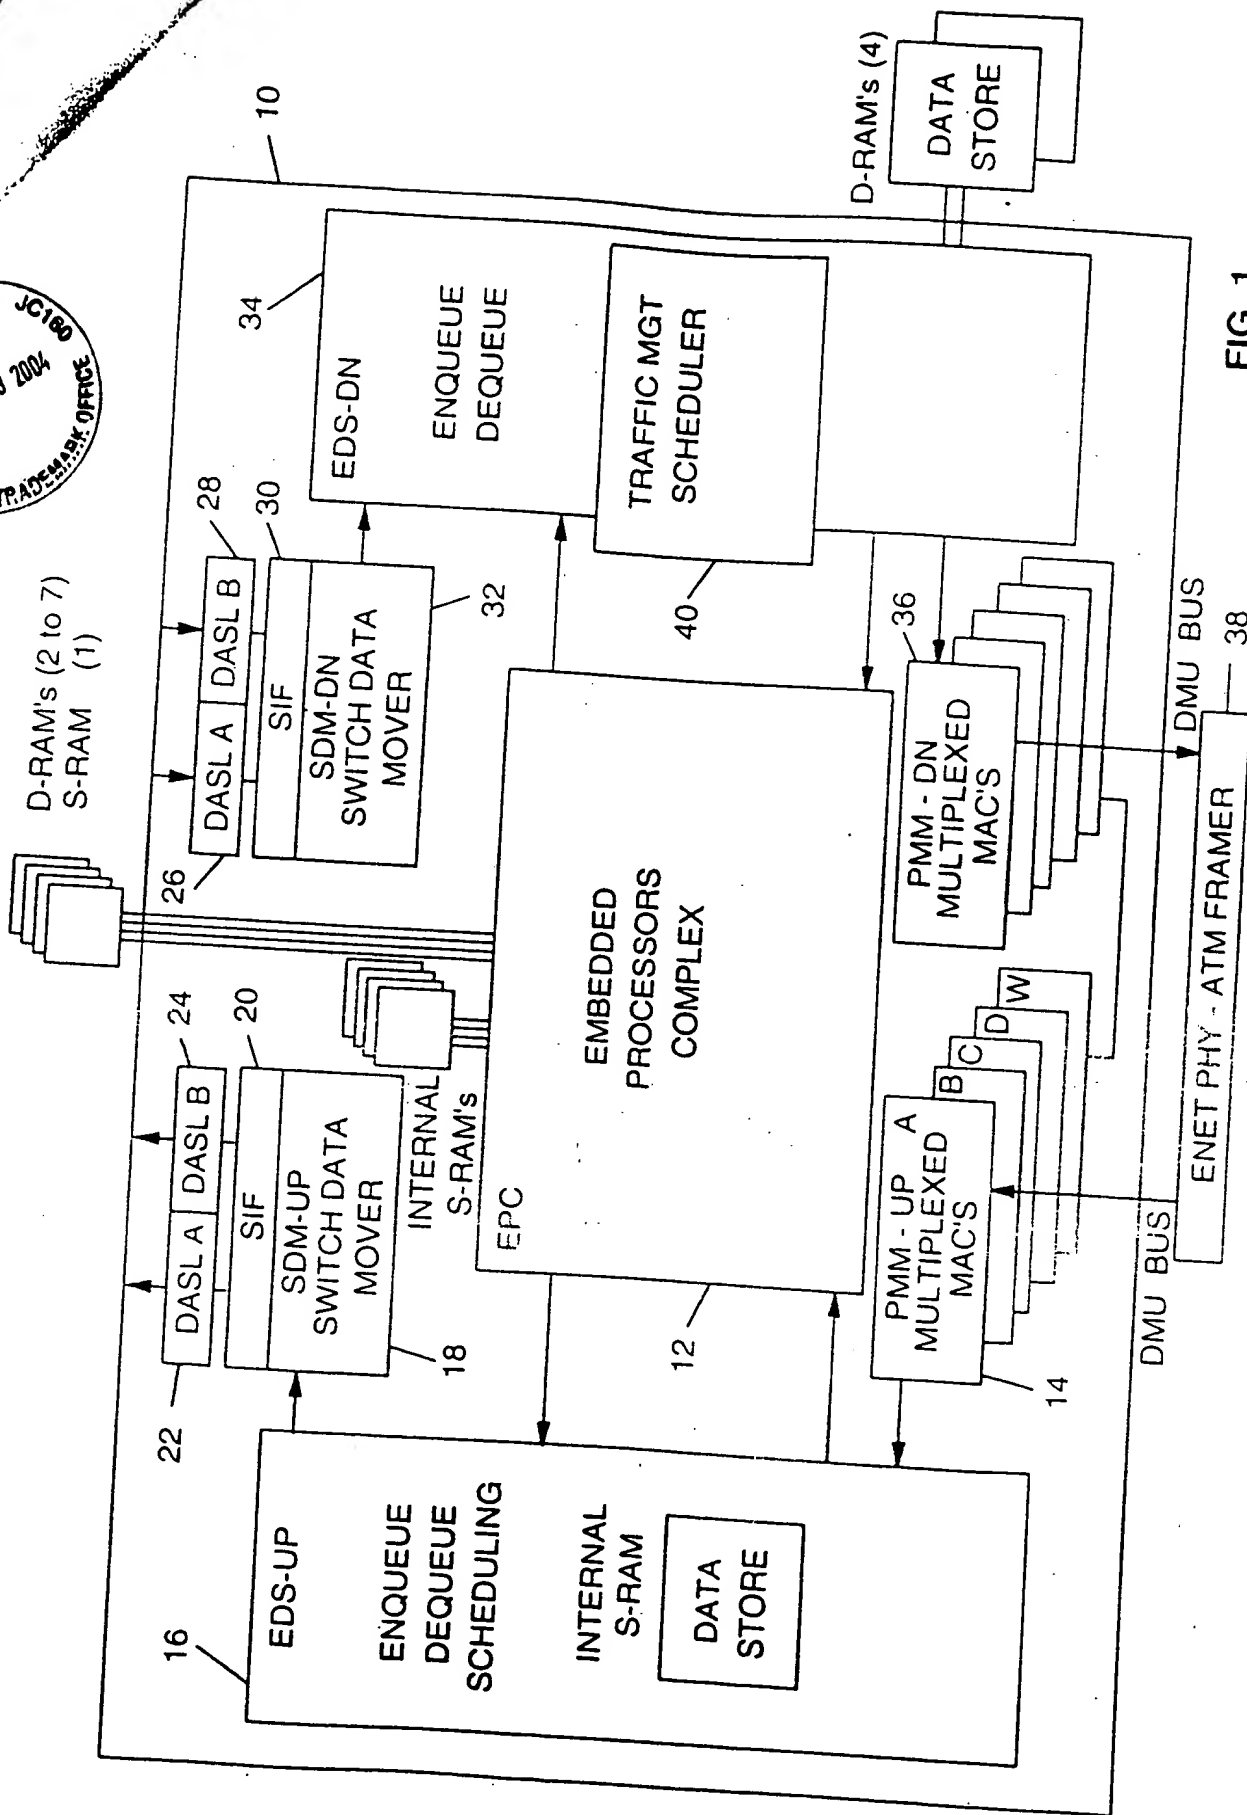 JC160
2004
TRADEMARK OFFICE
D-RAM's (2 to 7)
S-RAM (1)
10
22
24
26
28
DASL A
DASL B
DASL A
DASL B
20
30
SIF
SIF
SDM-UP
SWITCH DATA
MOVER
SDM-DN
SWITCH DATA
MOVER
18
32
INTERNAL
S-RAM's
16
EDS-UP
ENQUEUE
DEQUEUE
SCHEDULING
INTERNAL
S-RAM
DATA
STORE
EPC
EMBEDDED
PROCESSORS
COMPLEX
12
34
EDS-DN
ENQUEUE
DEQUEUE
TRAFFIC MGT
SCHEDULER
40
D-RAM's (4)
DATA
STORE
PMM - UP A
MULTIPLEXED
MAC'S
B
C
D
W
14
PMM - DN
MULTIPLEXED
MAC'S
36
DMU BUS
DMU BUS
ENET PHY - ATM FRAMER
38
FIG. 1